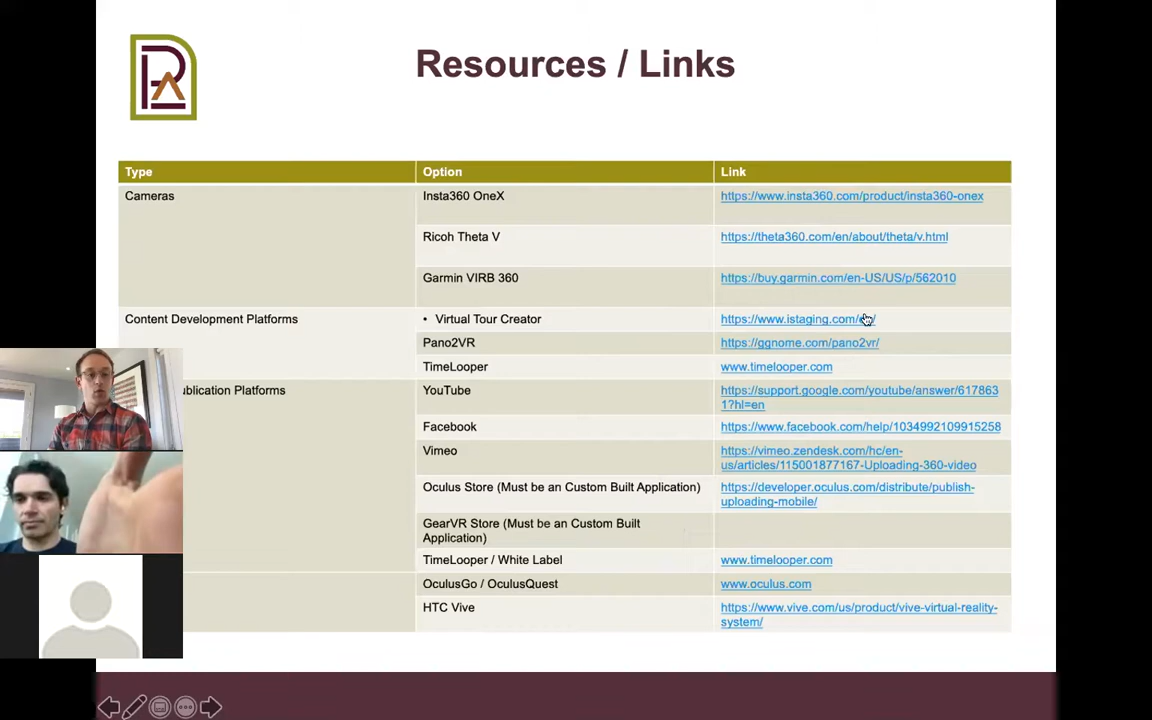 Resources / Links
Type Option Link
Cameras Insta360 OneX https://www.insta360.com/product/insta360-onex
Ricoh Theta V https://theta360.com/en/about/theta/v.html
Garmin VIRB 360 https://buy.garmin.com/en-US/US/p/562010
Content Development Platforms • Virtual Tour Creator https://www.istaging.com/
Pano2VR https://ggnome.com/pano2vr/
TimeLooper www.timelooper.com
Platforms YouTube https://support.google.com/youtube/answer/617863
1?hl=en
Facebook https://www.facebook.com/help/1034992109915258
Vimeo https://vimeo.zendesk.com/hc/en-
us/articles/115001877167-Uploading-360-video
Oculus Store (Must be an Custom Built Application) https://developer.oculus.com/distribute/publish-
uploading-mobile/
GearVR Store (Must be an Custom Built
Application)
TimeLooper / White Label www.timelooper.com
OculusGo / OculusQuest www.oculus.com
HTC Vive https://www.vive.com/us/product/vive-virtual-reality-
system/